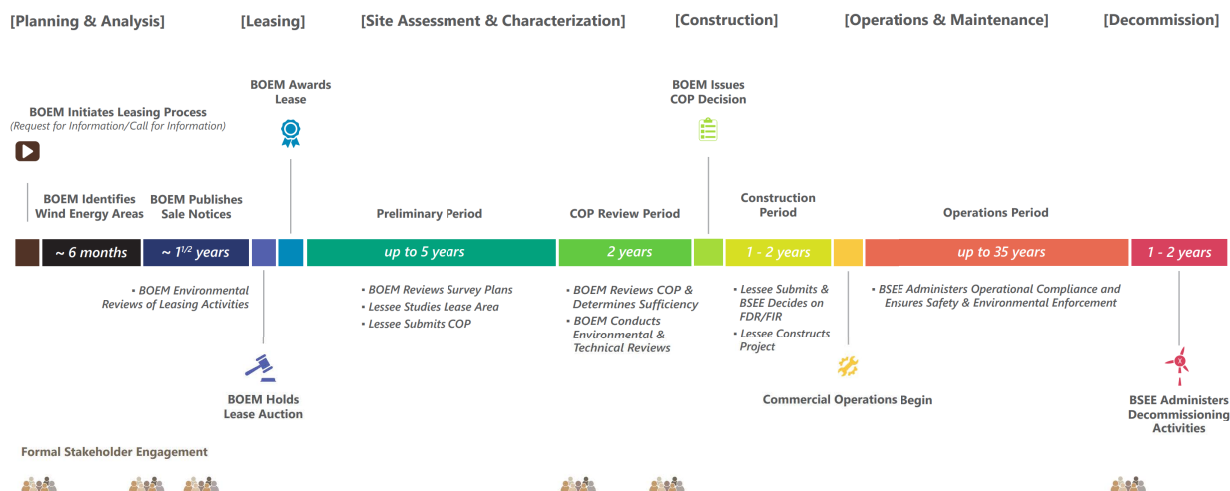 [Planning & Analysis]
[Leasing]
[Site Assessment & Characterization]
[Construction]
[Operations & Maintenance]
[Decommission]
BOEM Awards
Lease
BOEM Issues
COP Decision
BOEM Initiates Leasing Process
(Request for Information/Call for Information)
BOEM Identifies
Wind Energy Areas
BOEM Publishes
Sale Notices
Preliminary Period
COP Review Period
Construction
Period
Operations Period
~ 6 months
~ 1 1/2 years
up to 5 years
2 years
1 - 2 years
up to 35 years
1 - 2 years
• BOEM Environmental
Reviews of Leasing Activities
• BOEM Reviews Survey Plans
• Lessee Studies Lease Area
• Lessee Submits COP
• BOEM Reviews COP &
Determines Sufficiency
• BOEM Conducts
Environmental &
Technical Reviews
• Lessee Submits &
BSEE Decides on
FDR/FIR
• Lessee Constructs
Project
• BSEE Administers Operational Compliance and
Ensures Safety & Environmental Enforcement
BOEM Holds
Lease Auction
Commercial Operations Begin
X
BSEE Administers
Decommissioning
Activities
Formal Stakeholder Engagement